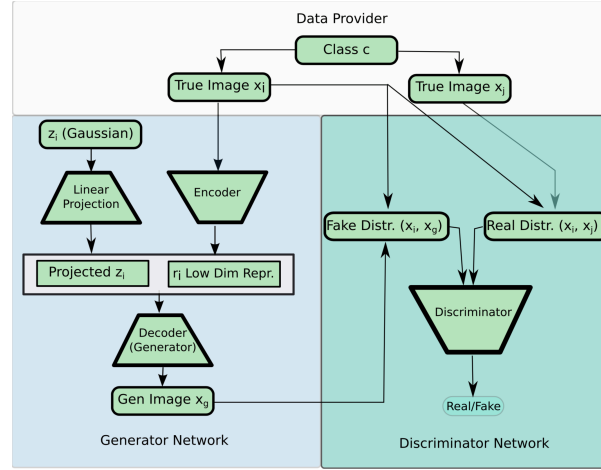 Data Provider
Class c
True Image xᵢ
True Image xⱼ
zᵢ (Gaussian)
Linear
Projection
Encoder
Projected zᵢ
rᵢ Low Dim Repr.
Decoder
(Generator)
Gen Image x₉
Generator Network
Fake Distr. (xᵢ, x₉)
Real Distr. (xᵢ, xⱼ)
Discriminator
Real/Fake
Discriminator Network